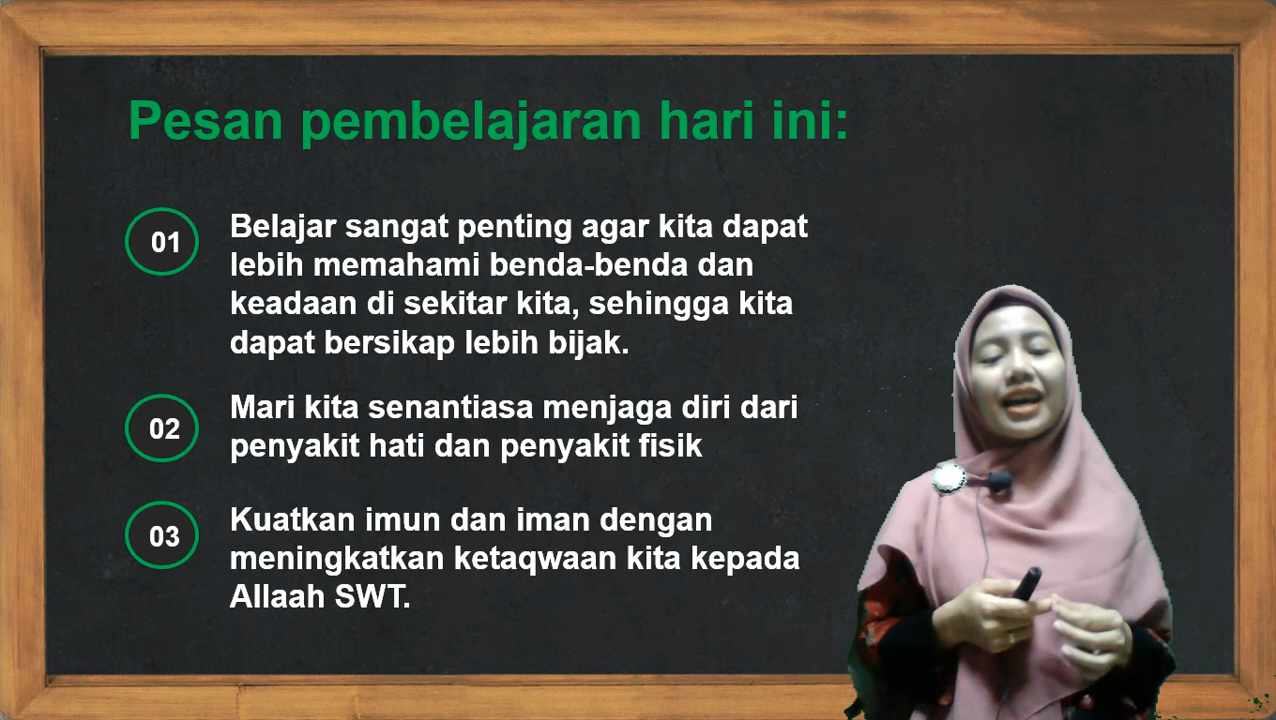 Pesan pembelajaran hari ini:
01
Belajar sangat penting agar kita dapat
lebih memahami benda-benda dan
keadaan di sekitar kita, sehingga kita
dapat bersikap lebih bijak.
02
Mari kita senantiasa menjaga diri dari
penyakit hati dan penyakit fisik
03
Kuatkan imun dan iman dengan
meningkatkan ketaqwaan kita kepada
Allaah SWT.